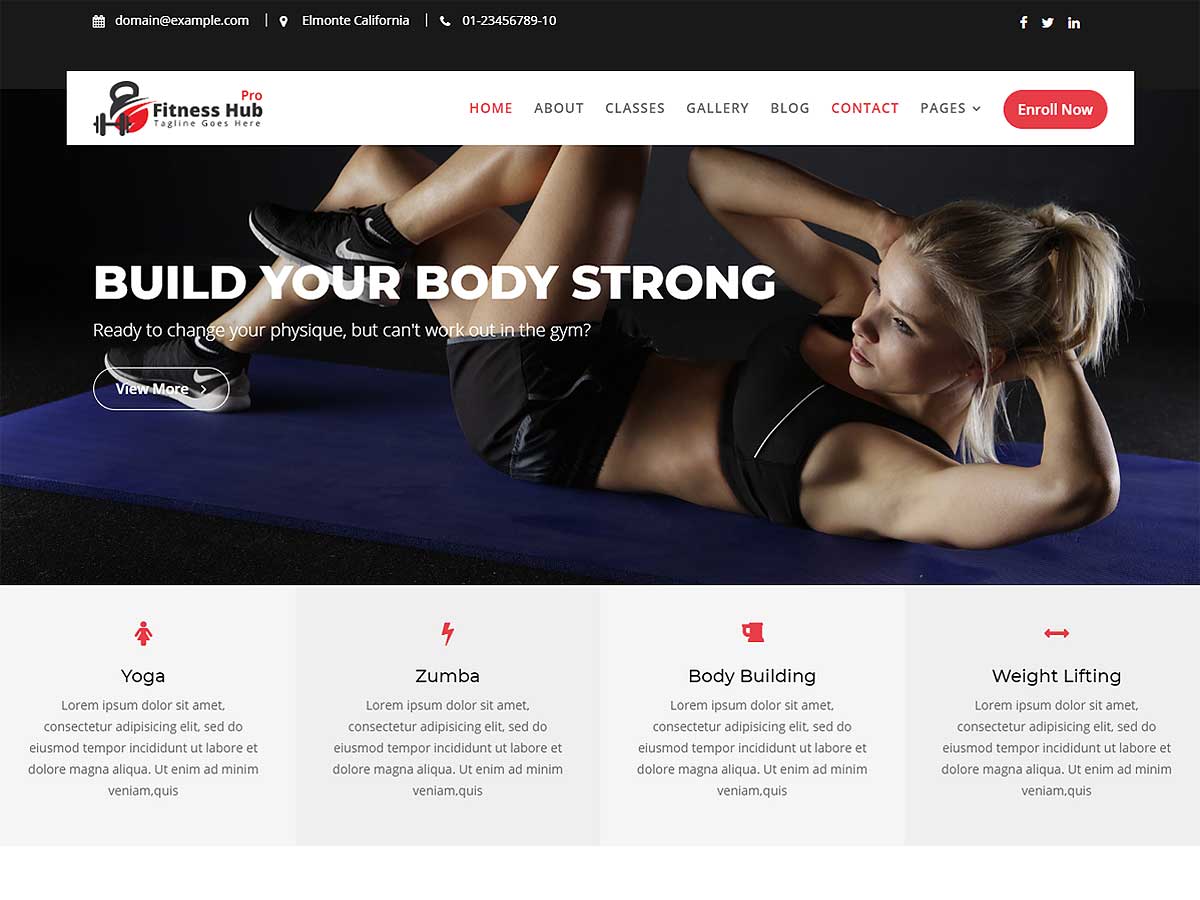 domain@example.com | Elmonte California | 01-23456789-10
Pro
Fitness Hub
Tagline Goes Here
HOME ABOUT CLASSES GALLERY BLOG CONTACT PAGES
Enroll Now
BUILD YOUR BODY STRONG
Ready to change your physique, but can't work out in the gym?
View More
Yoga
Lorem ipsum dolor sit amet,
consectetur adipisicing elit, sed do
eiusmod tempor incididunt ut labore et
dolore magna aliqua. Ut enim ad minim
veniam,quis
Zumba
Lorem ipsum dolor sit amet,
consectetur adipisicing elit, sed do
eiusmod tempor incididunt ut labore et
dolore magna aliqua. Ut enim ad minim
veniam,quis
Body Building
Lorem ipsum dolor sit amet,
consectetur adipisicing elit, sed do
eiusmod tempor incididunt ut labore et
dolore magna aliqua. Ut enim ad minim
veniam,quis
Weight Lifting
Lorem ipsum dolor sit amet,
consectetur adipisicing elit, sed do
eiusmod tempor incididunt ut labore et
dolore magna aliqua. Ut enim ad minim
veniam,quis